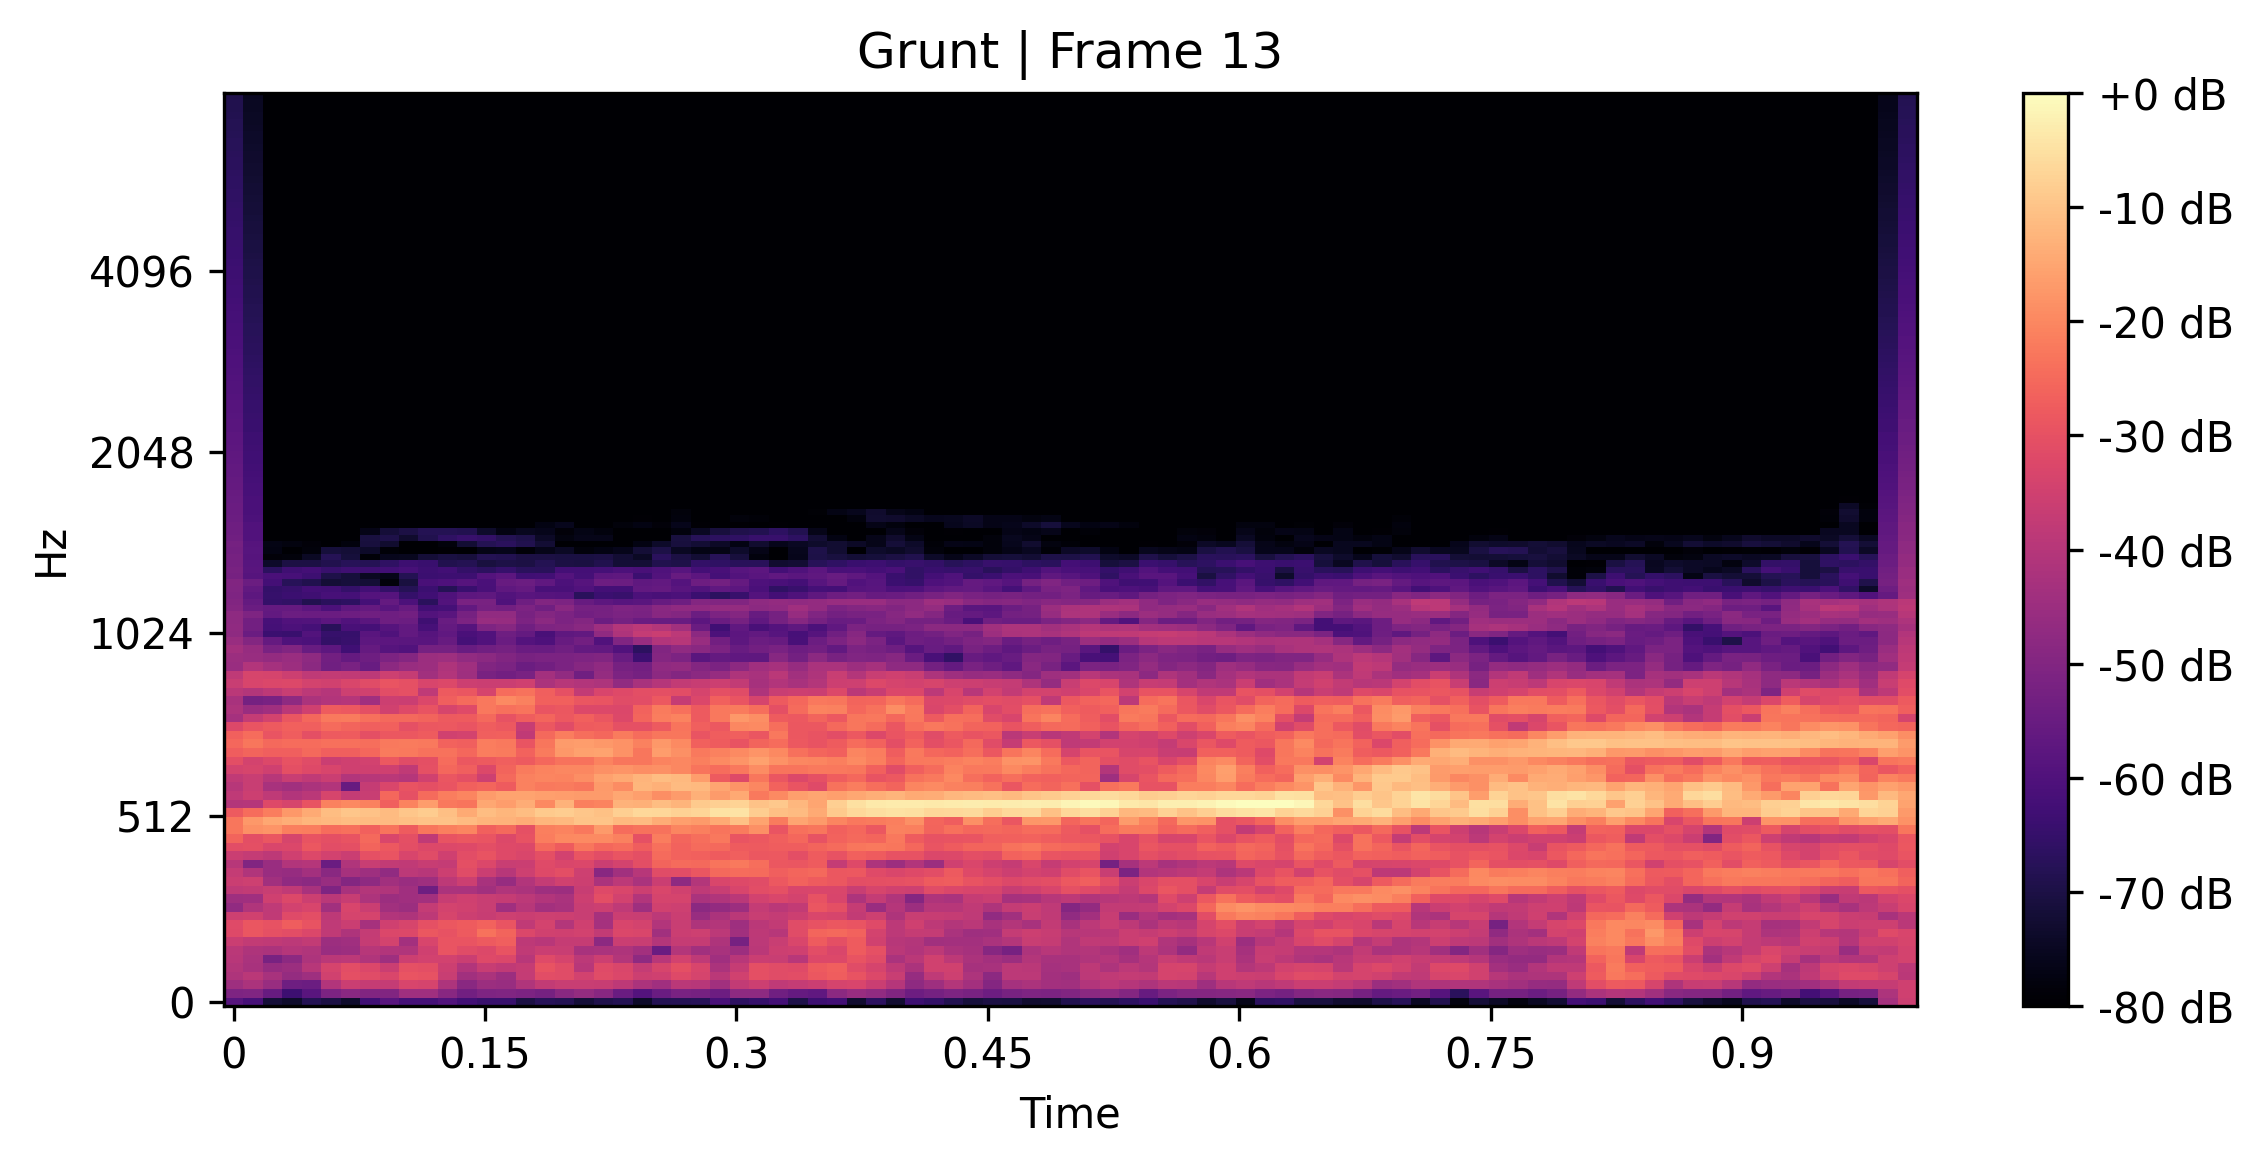 Grunt | Frame 13
Hz
4096
2048
1024
512
0
0 0.15 0.3 0.45 0.6 0.75 0.9
Time
+0 dB
-10 dB
-20 dB
-30 dB
-40 dB
-50 dB
-60 dB
-70 dB
-80 dB